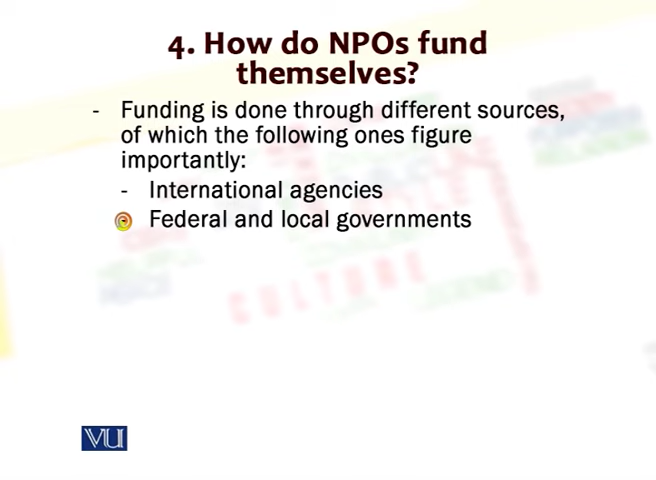 4. How do NPOs fund
themselves?
- Funding is done through different sources,
of which the following ones figure
importantly:
- International agencies
Federal and local governments
CULTURE
VU